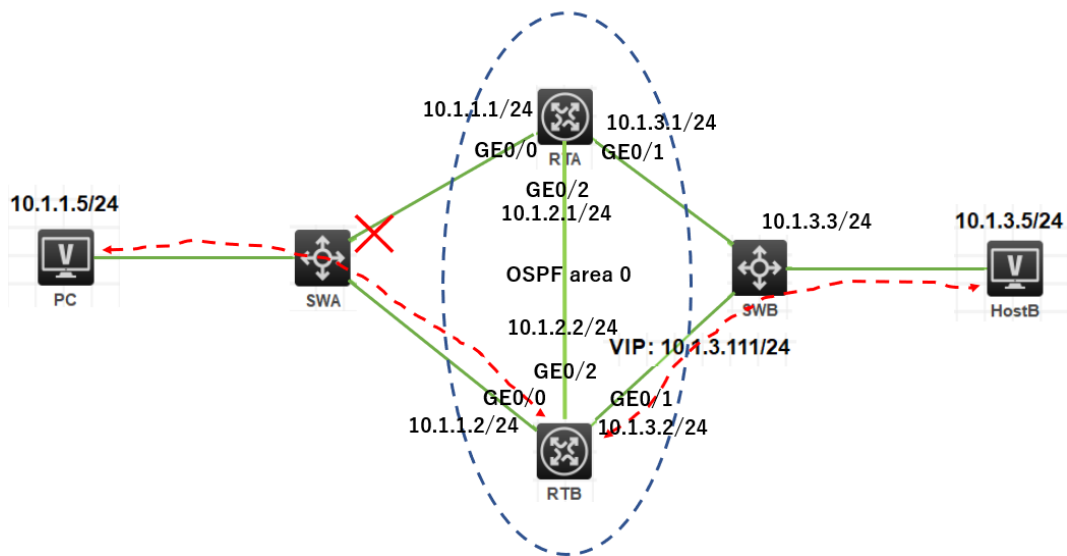 10.1.1.1/24
10.1.3.1/24
GE0/0
RTA
GE0/1
GE0/2
10.1.2.1/24
10.1.1.5/24
V
PC
SWA
10.1.3.3/24
SWB
10.1.3.5/24
V
HostB
OSPF area 0
10.1.2.2/24
VIP: 10.1.3.111/24
GE0/2
GE0/0
GE0/1
10.1.1.2/24
10.1.3.2/24
RTB